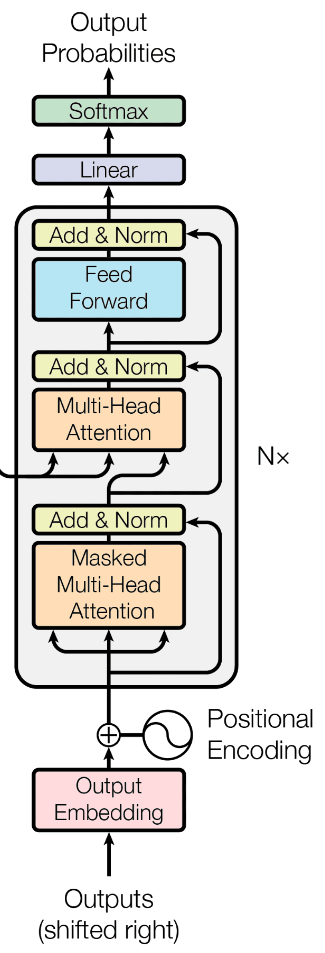 Output
Probabilities
Softmax
Linear
Add & Norm
Feed
Forward
Add & Norm
Multi-Head
Attention
N×
Add & Norm
Masked
Multi-Head
Attention
Positional
Encoding
Output
Embedding
Outputs
(shifted right)